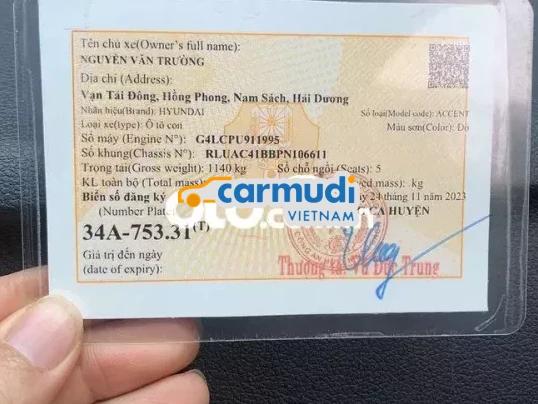 Tên chủ xe(Owner's full name):
NGUYỄN VĂN TRƯỜNG
Địa chỉ (Address):
Vạn Tải Đông, Hồng Phong, Nam Sách, Hải Dương
Nhãn hiệu(Brand): HYUNDAI Số loại(Model code): ACCENT
Loại xe(type): Ô tô con Màu sơn(Color): Đỏ
Số máy (Engine N°): G4LCPU911995
Số khung(Chassis N°): RLUAC41BBPN106611
Trọng tải(Gross weight): 1140 kg Số chỗ ngồi(Seats): 5
KL toàn bộ (Total mass) mass): kg
Biển số đăng ký 24 tháng 11 năm 2023
(Number Plate CA HUYỆN
carmudi
VIETNAM
34A-753.31(T)
Giá trị đến ngày
(date of expiry):
CÔNG AN
Thượng tá Vũ Đức Trung